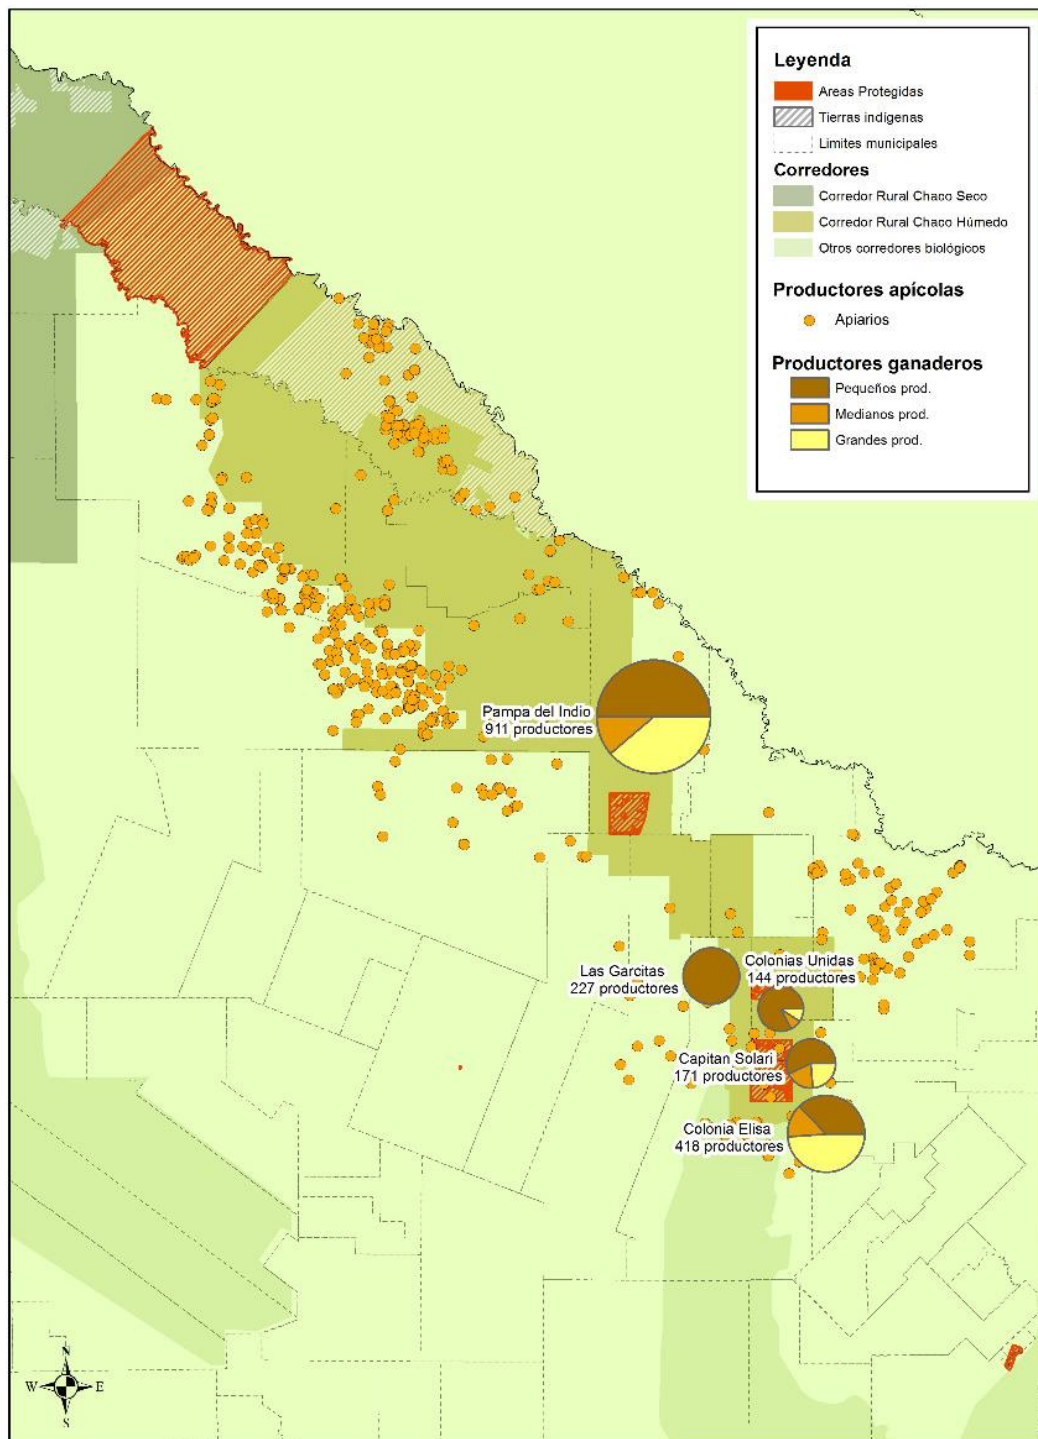 Leyenda
Areas Protegidas
Tierras indígenas
Limites municipales
Corredores
Corredor Rural Chaco Seco
Corredor Rural Chaco Húmedo
Otros corredores biológicos
Productores apícolas
Apiarios
Productores ganaderos
Pequeños prod.
Medianos prod.
Grandes prod.
Pampa del Indio
911 productores
Las Garcitas
227 productores
Colonias Unidas
144 productores
Capitan Solari
171 productores
Colonia Elisa
418 productores
N
W E
S